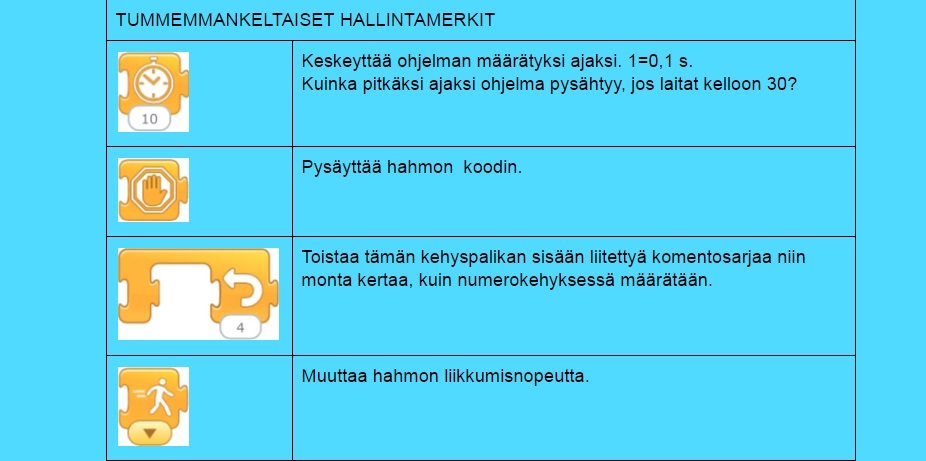 TUMMEMMANKELTAISET HALLINTAMERKIT
Keskeyttää ohjelman määrätyksi ajaksi. 1=0,1 s.
Kuinka pitkäksi ajaksi ohjelma pysähtyy, jos laitat kelloon 30?
10
Pysäyttää hahmon  koodin.
Toistaa tämän kehyspalikan sisään liitettyä komentosarjaa niin
monta kertaa, kuin numerokehyksessä määrätään.
4
Muuttaa hahmon liikkumisnopeutta.